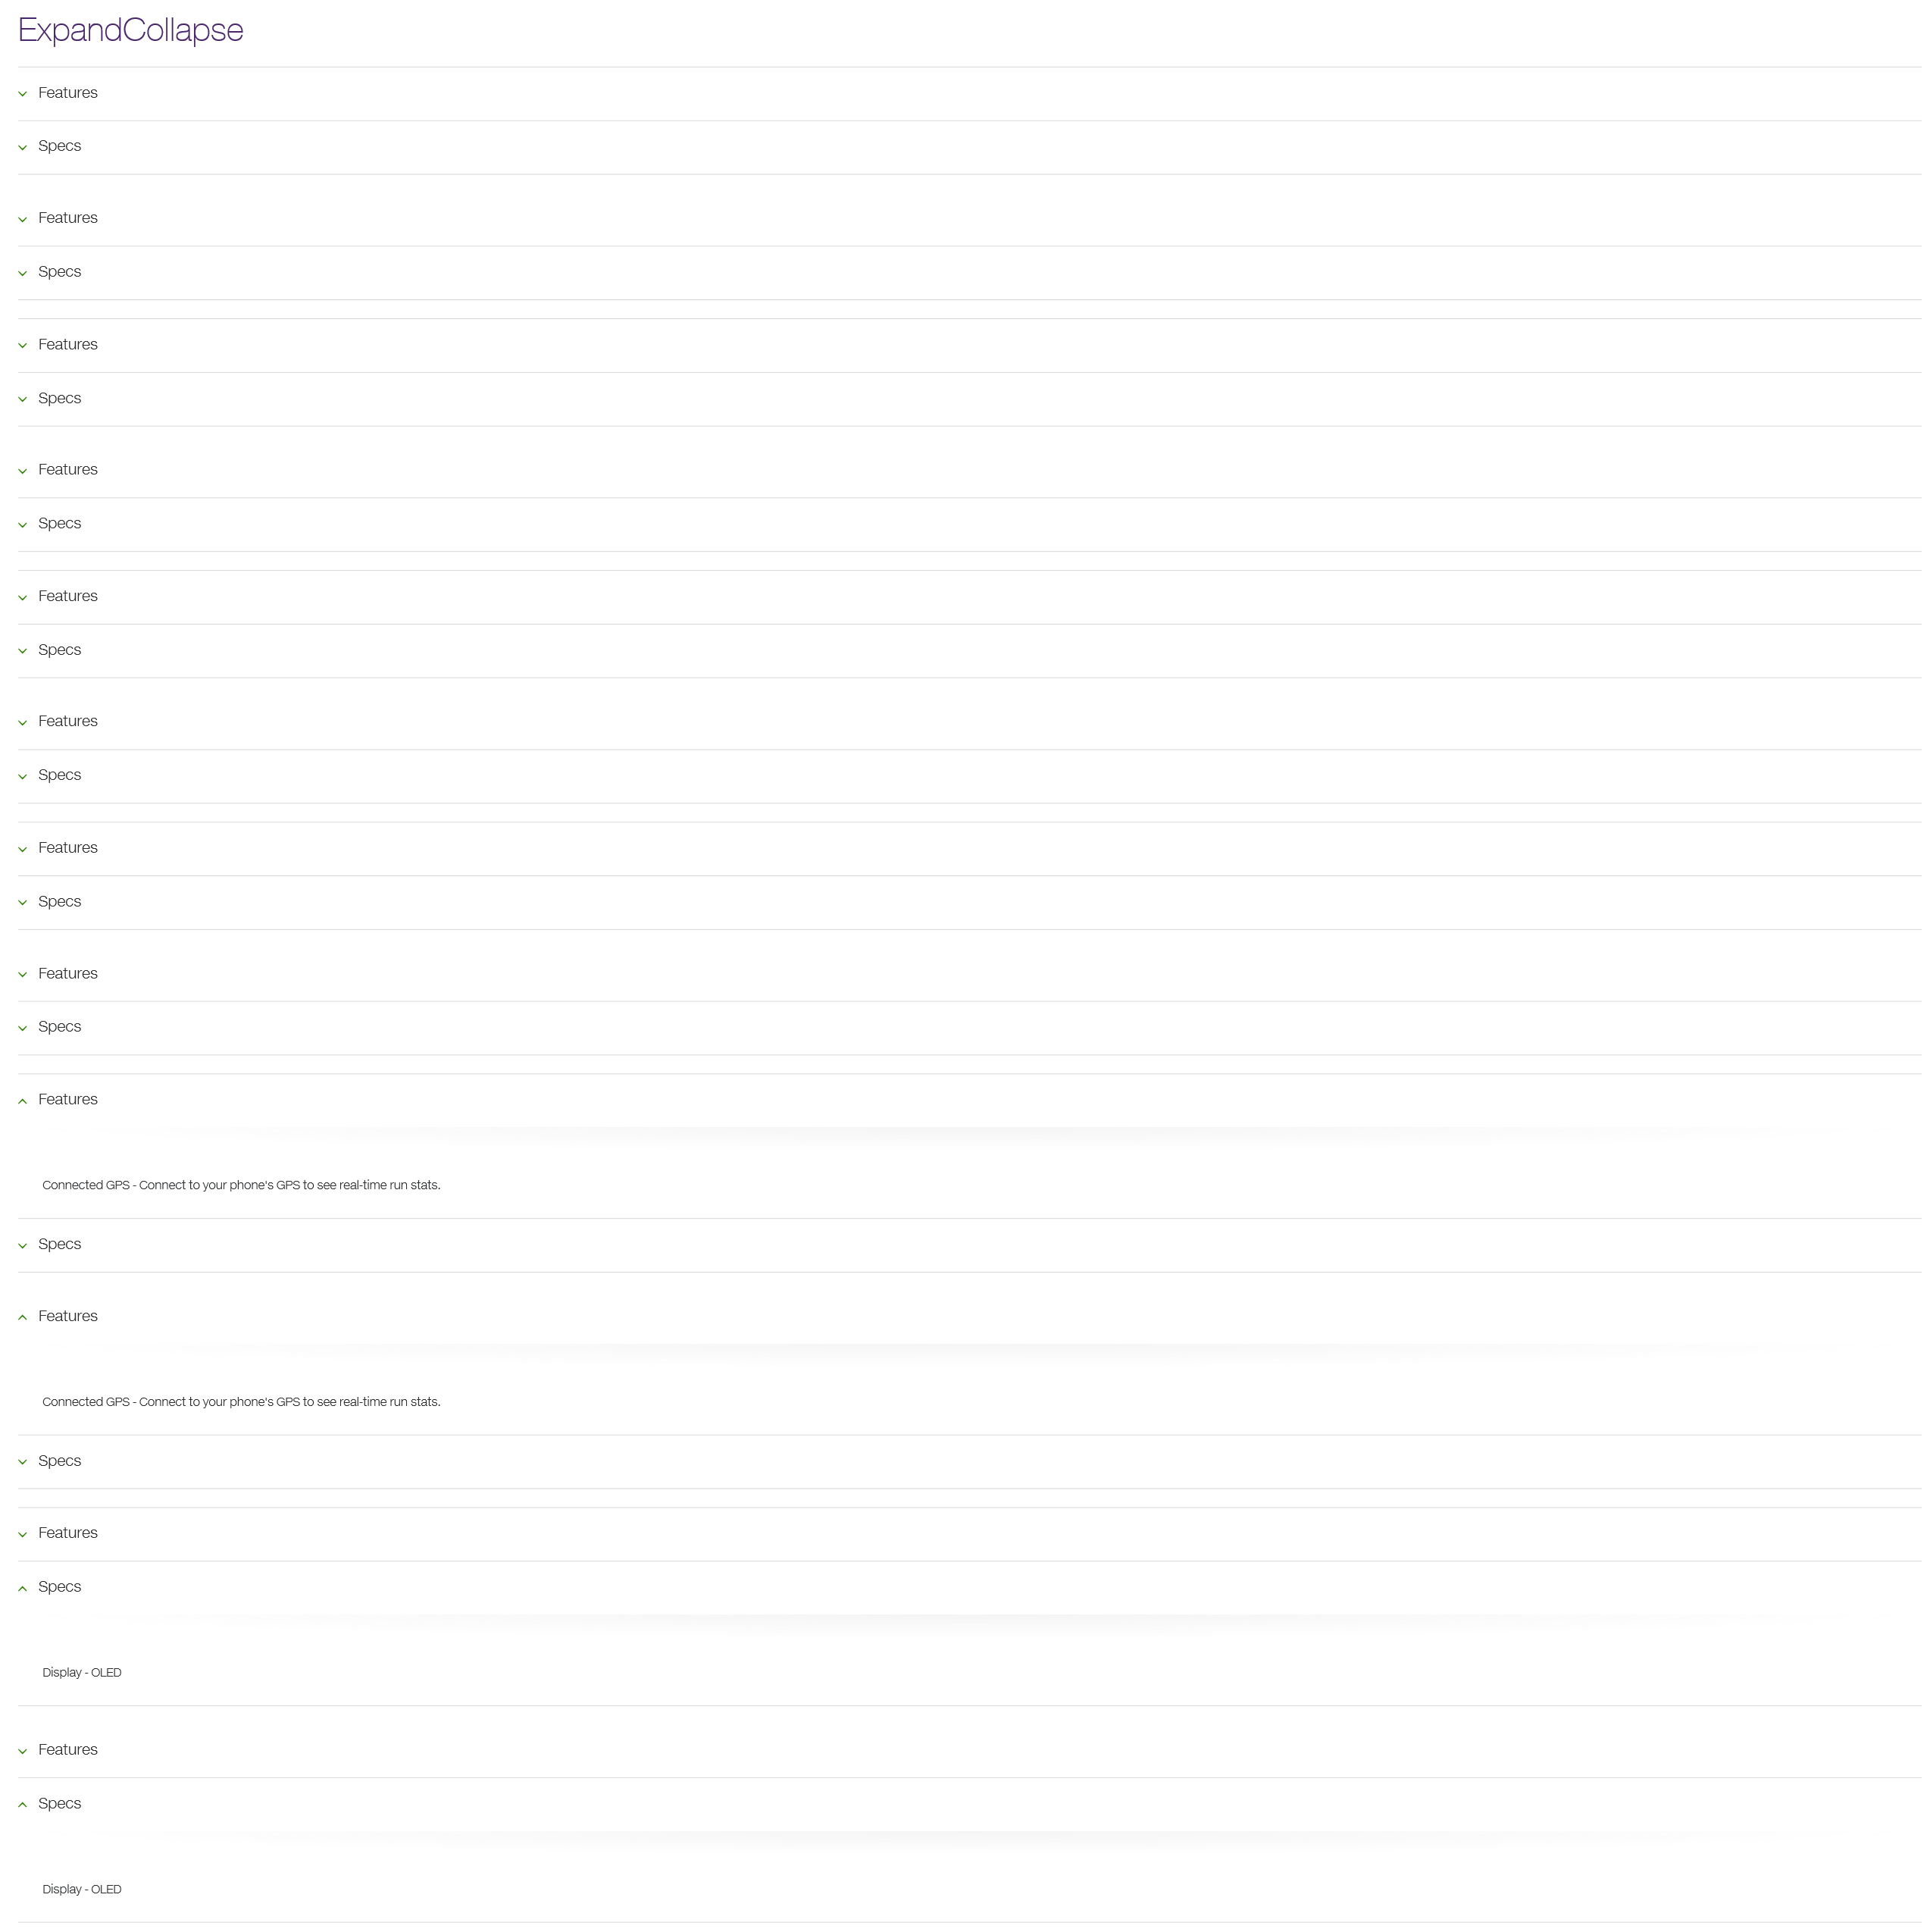 ExpandCollapse
Features
Specs
Features
Specs
Features
Specs
Features
Specs
Features
Specs
Features
Specs
Features
Specs
Features
Specs
Features
Connected GPS - Connect to your phone's GPS to see real-time run stats.
Specs
Features
Connected GPS - Connect to your phone's GPS to see real-time run stats.
Specs
Features
Specs
Display - OLED
Features
Specs
Display - OLED